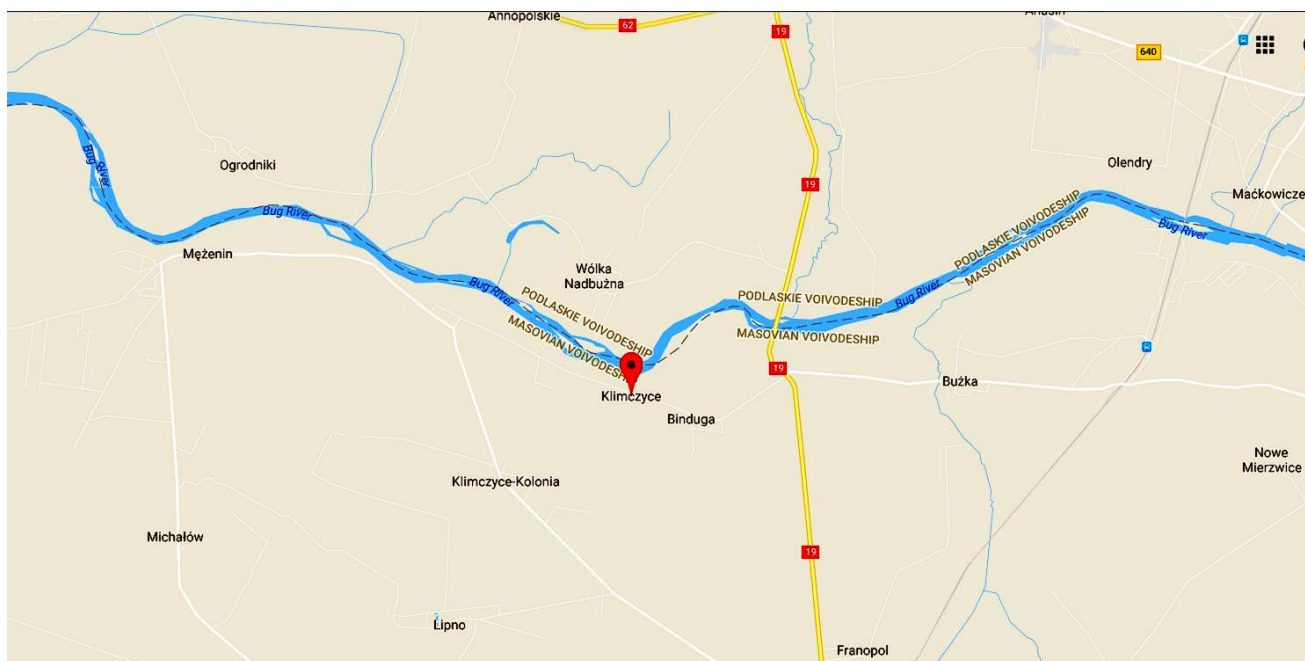 Annopolskie
62
19
640
Ogrodniki
Olendry
Maćkowicze
Bug River
19
Bug River
PODLASKIE VOIVODESHIP
MASOVIAN VOIVODESHIP
Bug River
Mężenin
Wólka
Nadbużna
Bug River
PODLASKIE VOIVODESHIP
MASOVIAN VOIVODESHIP
PODLASKIE VOIVODESHIP
MASOVIAN VOIVODESHIP
Bug River
19
Klimczyce
Bużka
Binduga
Nowe
Mierzwice
Klimczyce-Kolonia
Michałów
19
Lipno
Franopol